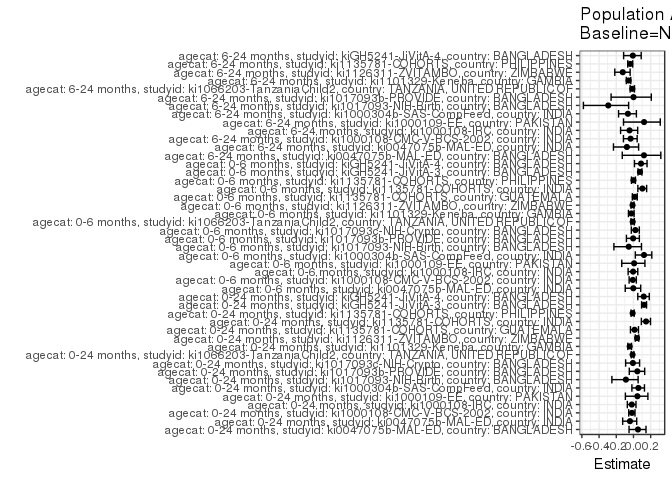 Population
Baseline=N
agecat: 6-24 months, studyid: kiGH5241-JiVitA-4, country: BANGLADESH
agecat: 6-24 months, studyid: ki1135781-COHORTS, country: PHILIPPINES
agecat: 6-24 months, studyid: ki1126311-ZVITAMBO, country: ZIMBABWE
agecat: 6-24 months, studyid: ki1101329-Keneba, country: GAMBIA
agecat: 6-24 months, studyid: ki1066203-TanzaniaChild2, country: TANZANIA, UNITED REPUBLIC OF
agecat: 6-24 months, studyid: ki1017093b-PROVIDE, country: BANGLADESH
agecat: 6-24 months, studyid: ki1017093-NIH-Birth, country: BANGLADESH
agecat: 6-24 months, studyid: ki1000304b-SAS-CompFeed, country: INDIA
agecat: 6-24 months, studyid: ki1000109-EE, country: PAKISTAN
agecat: 6-24 months, studyid: ki1000108-IRC, country: INDIA
agecat: 6-24 months, studyid: ki1000108-CMC-V-BCS-2002, country: INDIA
agecat: 6-24 months, studyid: ki0047075b-MAL-ED, country: INDIA
agecat: 6-24 months, studyid: ki0047075b-MAL-ED, country: BANGLADESH
agecat: 0-6 months, studyid: kiGH5241-JiVitA-4, country: BANGLADESH
agecat: 0-6 months, studyid: kiGH5241-JiVitA-3, country: BANGLADESH
agecat: 0-6 months, studyid: ki1135781-COHORTS, country: PHILIPPINES
agecat: 0-6 months, studyid: ki1135781-COHORTS, country: INDIA
agecat: 0-6 months, studyid: ki1135781-COHORTS, country: GUATEMALA
agecat: 0-6 months, studyid: ki1126311-ZVITAMBO, country: ZIMBABWE
agecat: 0-6 months, studyid: ki1101329-Keneba, country: GAMBIA
agecat: 0-6 months, studyid: ki1066203-TanzaniaChild2, country: TANZANIA, UNITED REPUBLIC OF
agecat: 0-6 months, studyid: ki1017093c-NIH-Crypto, country: BANGLADESH
agecat: 0-6 months, studyid: ki1017093b-PROVIDE, country: BANGLADESH
agecat: 0-6 months, studyid: ki1017093-NIH-Birth, country: BANGLADESH
agecat: 0-6 months, studyid: ki1000304b-SAS-CompFeed, country: INDIA
agecat: 0-6 months, studyid: ki1000109-EE, country: PAKISTAN
agecat: 0-6 months, studyid: ki1000108-IRC, country: INDIA
agecat: 0-6 months, studyid: ki1000108-CMC-V-BCS-2002, country: INDIA
agecat: 0-6 months, studyid: ki0047075b-MAL-ED, country: INDIA
agecat: 0-24 months, studyid: kiGH5241-JiVitA-4, country: BANGLADESH
agecat: 0-24 months, studyid: kiGH5241-JiVitA-3, country: BANGLADESH
agecat: 0-24 months, studyid: ki1135781-COHORTS, country: PHILIPPINES
agecat: 0-24 months, studyid: ki1135781-COHORTS, country: INDIA
agecat: 0-24 months, studyid: ki1135781-COHORTS, country: GUATEMALA
agecat: 0-24 months, studyid: ki1126311-ZVITAMBO, country: ZIMBABWE
agecat: 0-24 months, studyid: ki1101329-Keneba, country: GAMBIA
agecat: 0-24 months, studyid: ki1066203-TanzaniaChild2, country: TANZANIA, UNITED REPUBLIC OF
agecat: 0-24 months, studyid: ki1017093c-NIH-Crypto, country: BANGLADESH
agecat: 0-24 months, studyid: ki1017093b-PROVIDE, country: BANGLADESH
agecat: 0-24 months, studyid: ki1017093-NIH-Birth, country: BANGLADESH
agecat: 0-24 months, studyid: ki1000304b-SAS-CompFeed, country: INDIA
agecat: 0-24 months, studyid: ki1000109-EE, country: PAKISTAN
agecat: 0-24 months, studyid: ki1000108-IRC, country: INDIA
agecat: 0-24 months, studyid: ki1000108-CMC-V-BCS-2002, country: INDIA
agecat: 0-24 months, studyid: ki0047075b-MAL-ED, country: INDIA
agecat: 0-24 months, studyid: ki0047075b-MAL-ED, country: BANGLADESH
-0.6-0.4-0.2 0.0 0.2
Estimate